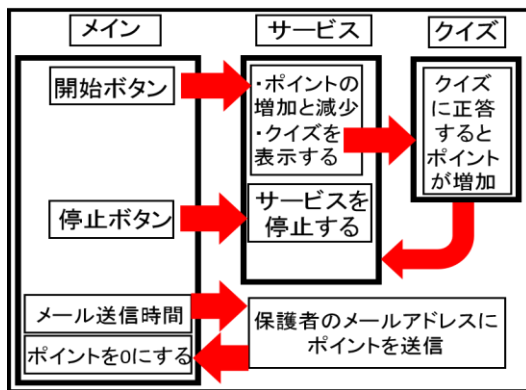 メイン
サービス
クイズ
開始ボタン
・ポイントの
増加と減少
・クイズを
表示する
クイズ
に正答
すると
ポイント
が増加
停止ボタン
サービスを
停止する
メール送信時間
保護者のメールアドレスに
ポイントを送信
ポイントを0にする